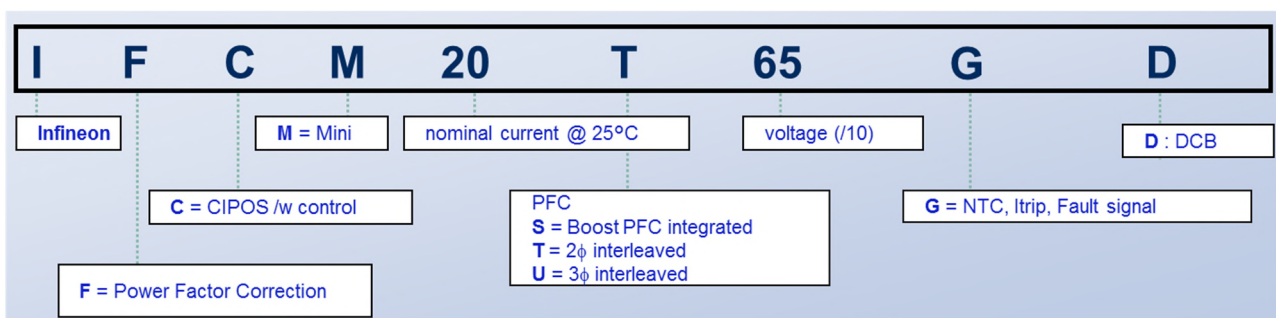 I F C M 20 T 65 G D
Infineon
M = Mini
nominal current @ 25°C
voltage (/10)
D : DCB
C = CIPOS /w control
PFC
S = Boost PFC integrated
T = 2ϕ interleaved
U = 3ϕ interleaved
G = NTC, Itrip, Fault signal
F = Power Factor Correction